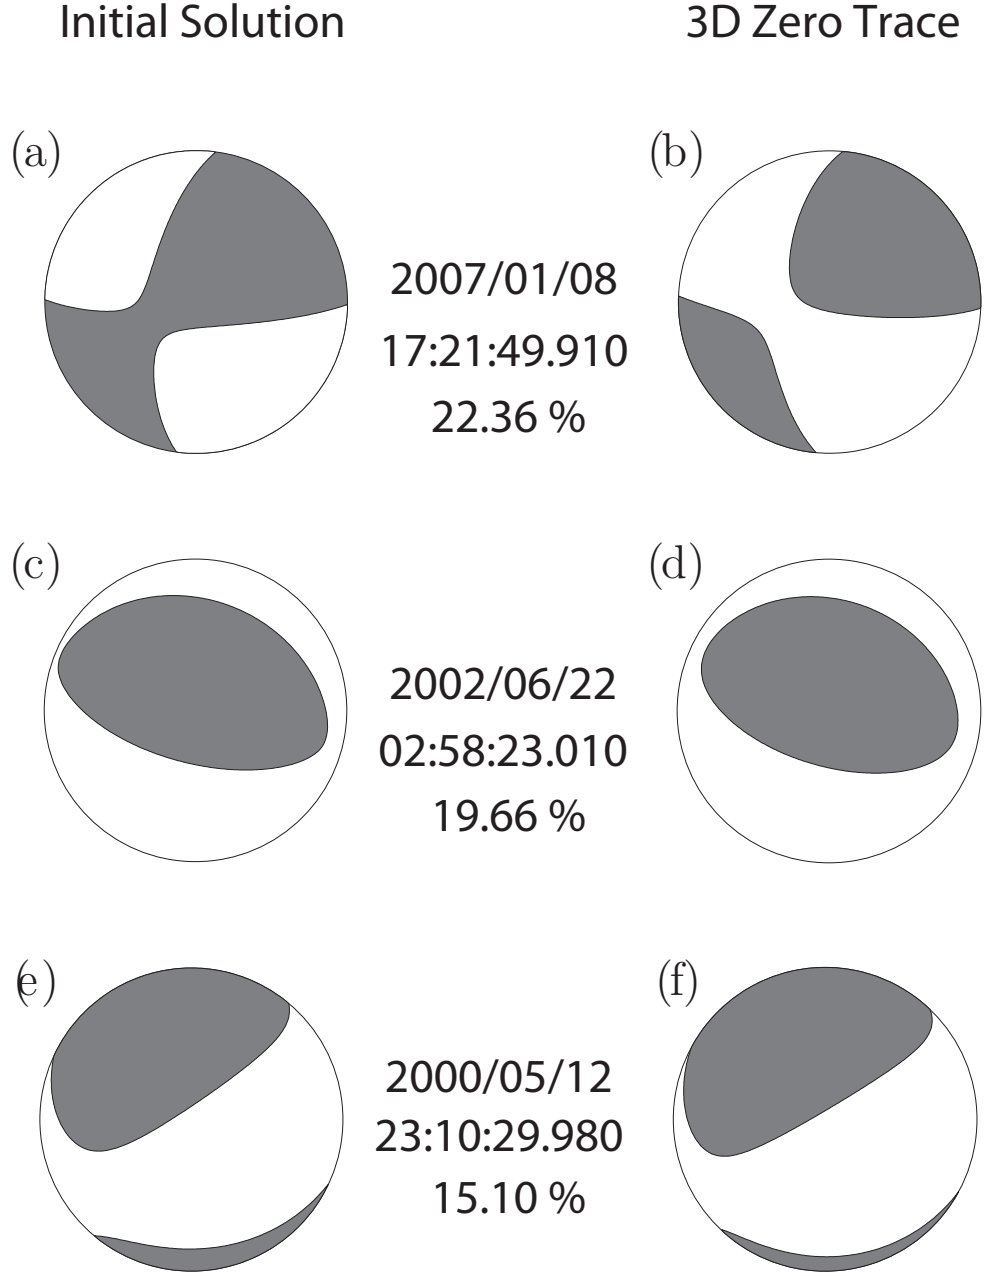 Initial Solution
3D Zero Trace
(a)
(b)
2007/01/08
17:21:49.910
22.36 %
(c)
(d)
2002/06/22
02:58:23.010
19.66 %
(e)
(f)
2000/05/12
23:10:29.980
15.10 %